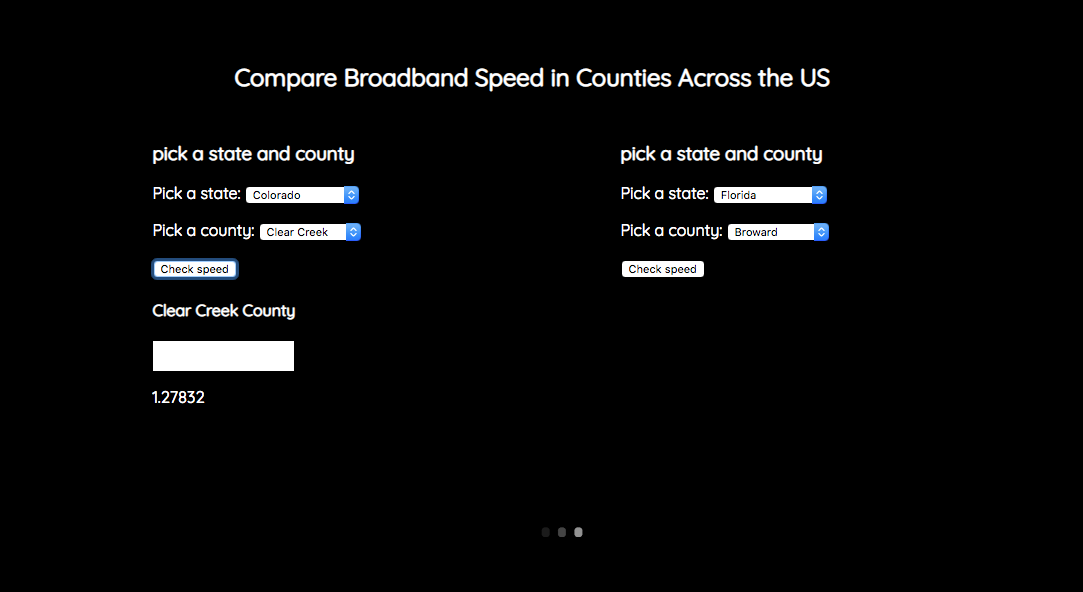 Compare Broadband Speed in Counties Across the US
pick a state and county
Pick a state: Colorado
Pick a county: Clear Creek
Check speed
Clear Creek County
1.27832
pick a state and county
Pick a state: Florida
Pick a county: Broward
Check speed